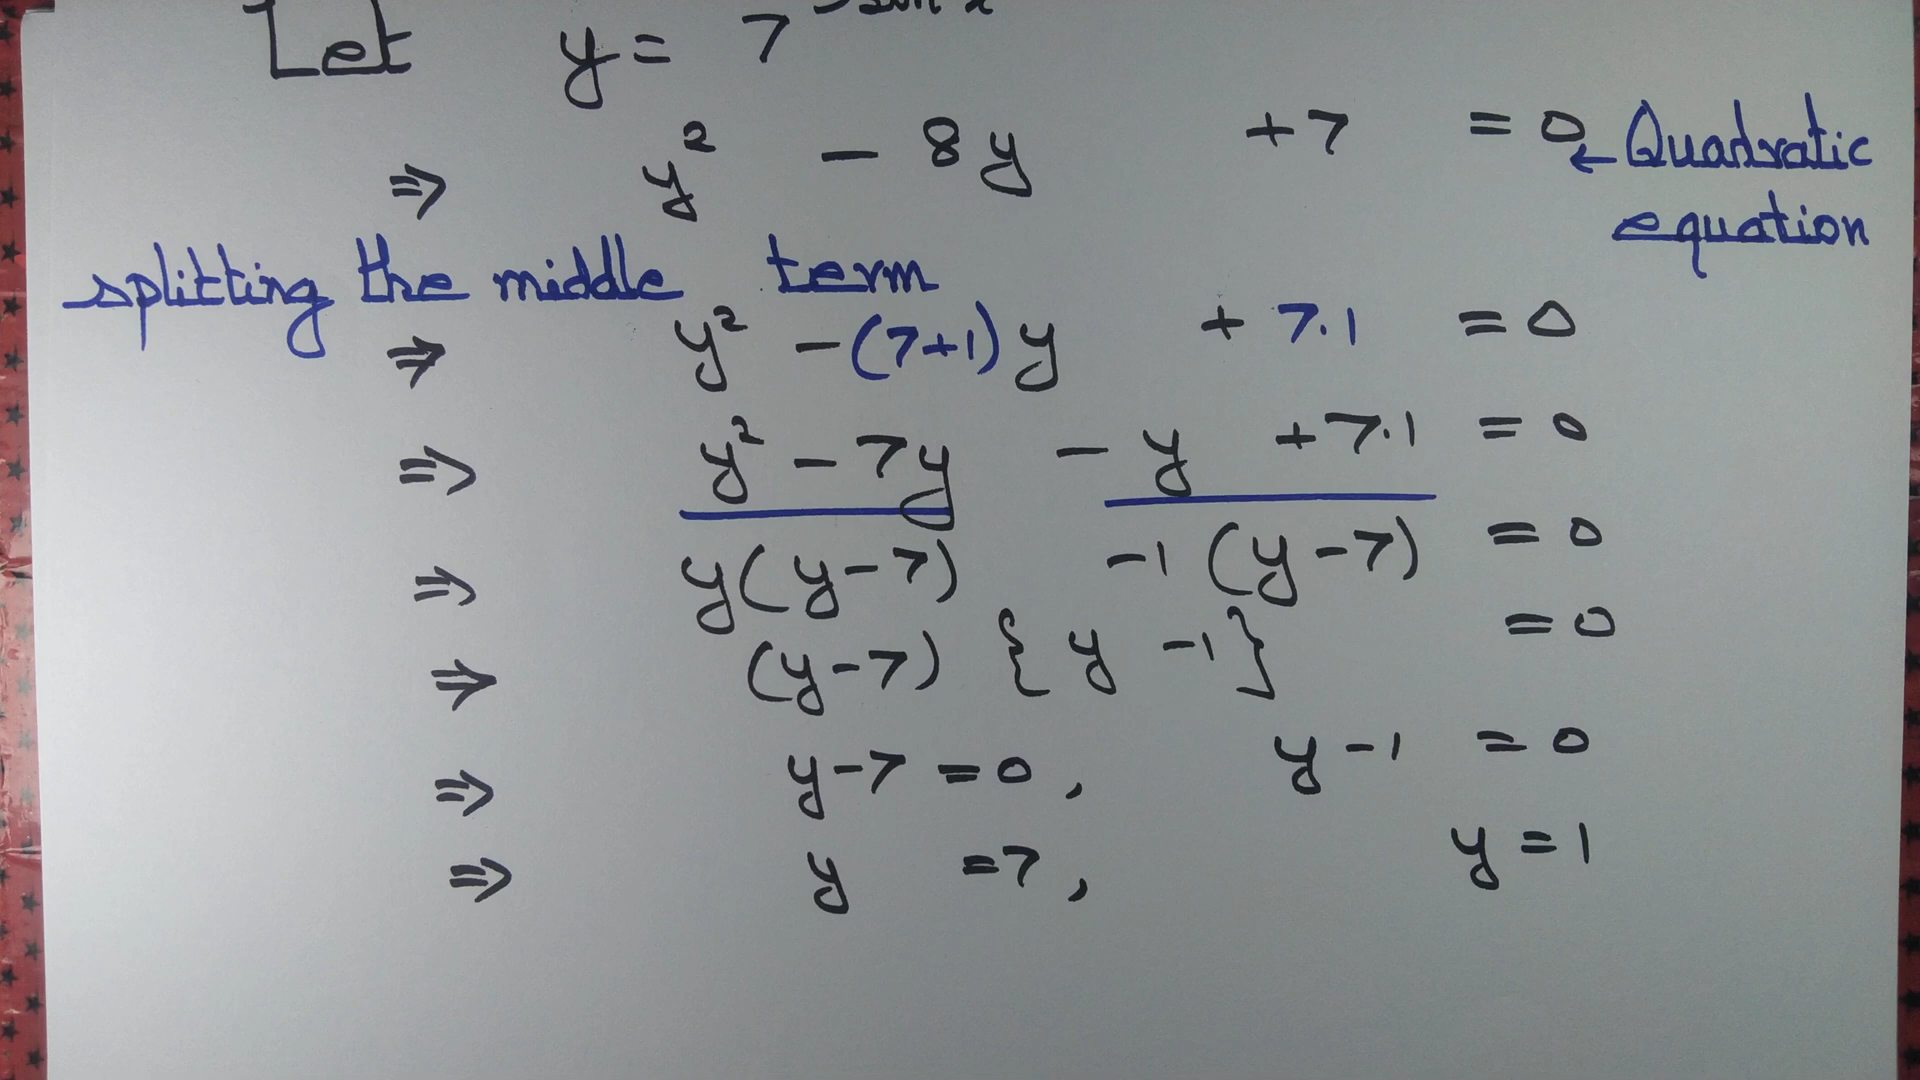 Let y = 7
⇒ y² - 8y + 7 = 0 ← Quadratic
equation
splitting the middle term
⇒ y² - (7+1)y + 7.1 = 0
⇒ y² - 7y - y + 7.1 = 0
⇒ y(y-7) -1(y-7) = 0
⇒ (y-7) {y -1} = 0
⇒ y-7 = 0, y-1 = 0
⇒ y = 7, y = 1